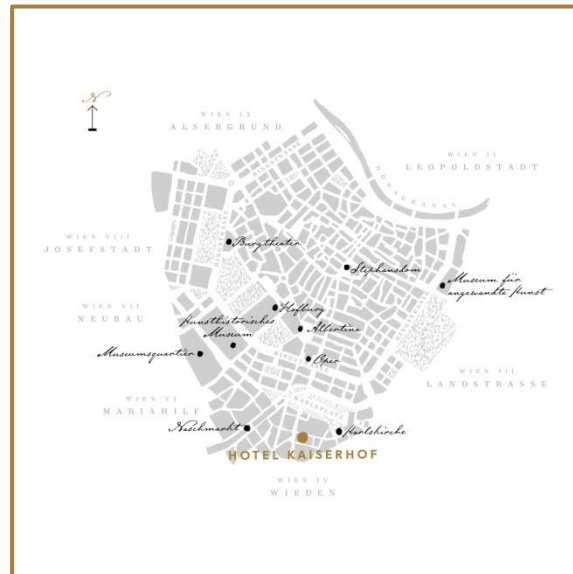 N
WIEN IX
ALSERGRUND
WIEN II
LEOPOLDSTADT
DONAUKANAL
WIEN VIII
JOSEFSTADT
Burgtheater
Stephansdom
Museum für
angewandte Kunst
WIEN VII
NEUBAU
Hofburg
Kunsthistorisches
Museum
Albertina
Museumsquartier
Oper
RINGSTRASSE
WIEN III
LANDSTRASSE
WIEN VI
MARIAHILF
KARLSPLATZ
Naschmarkt
Karlskirche
HOTEL KAISERHOF
WIEN IV
WIEDEN